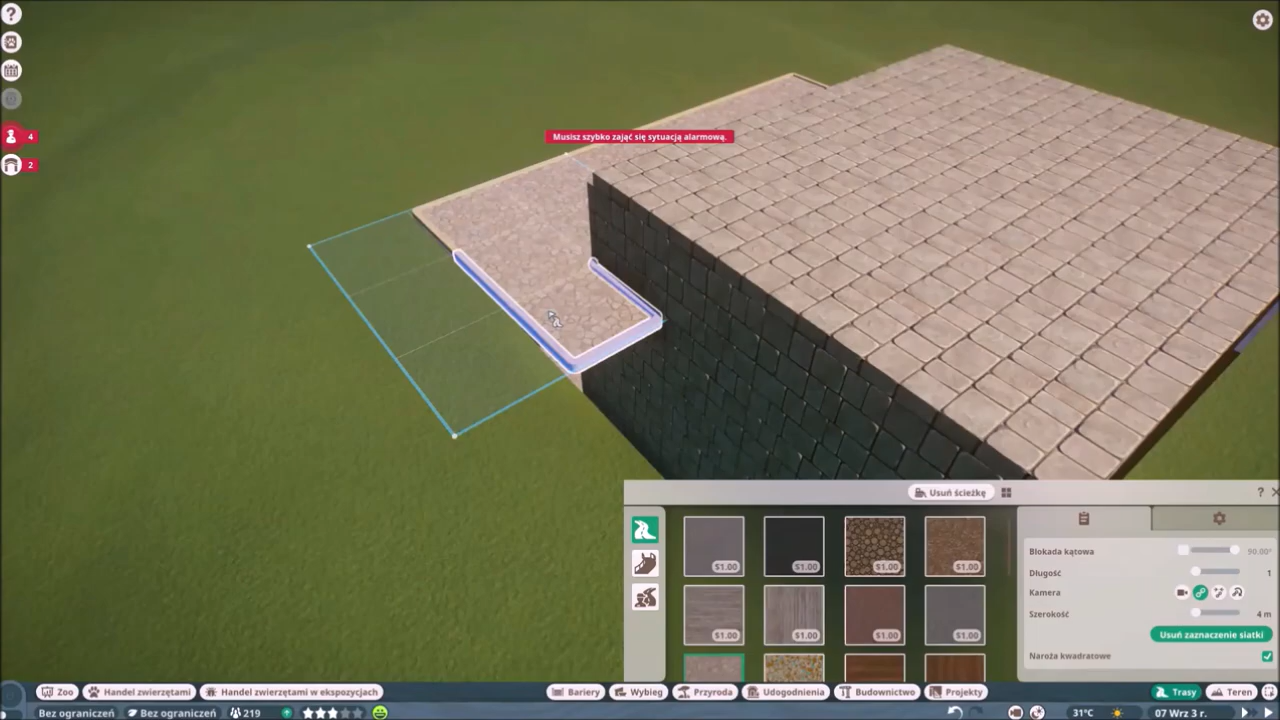 ?
4
2
Musisz szybko zająć się sytuacją alarmową.
Usuń ścieżkę
? ×
$1.00 $1.00 $1.00 $1.00
$1.00 $1.00 $1.00 $1.00
Blokada kątowa 90.00°
Długość 1
Kamera
Szerokość 4 m
Usuń zaznaczenie siatki
Naroża kwadratowe
Zoo Handel zwierzętami Handel zwierzętami w ekspozycjach Bariery Wybieg Przyroda Udogodnienia Budownictwo Projekty Trasy Teren
Bez ograniczeń Bez ograniczeń 219 31°C 07 Wrz 3 r.